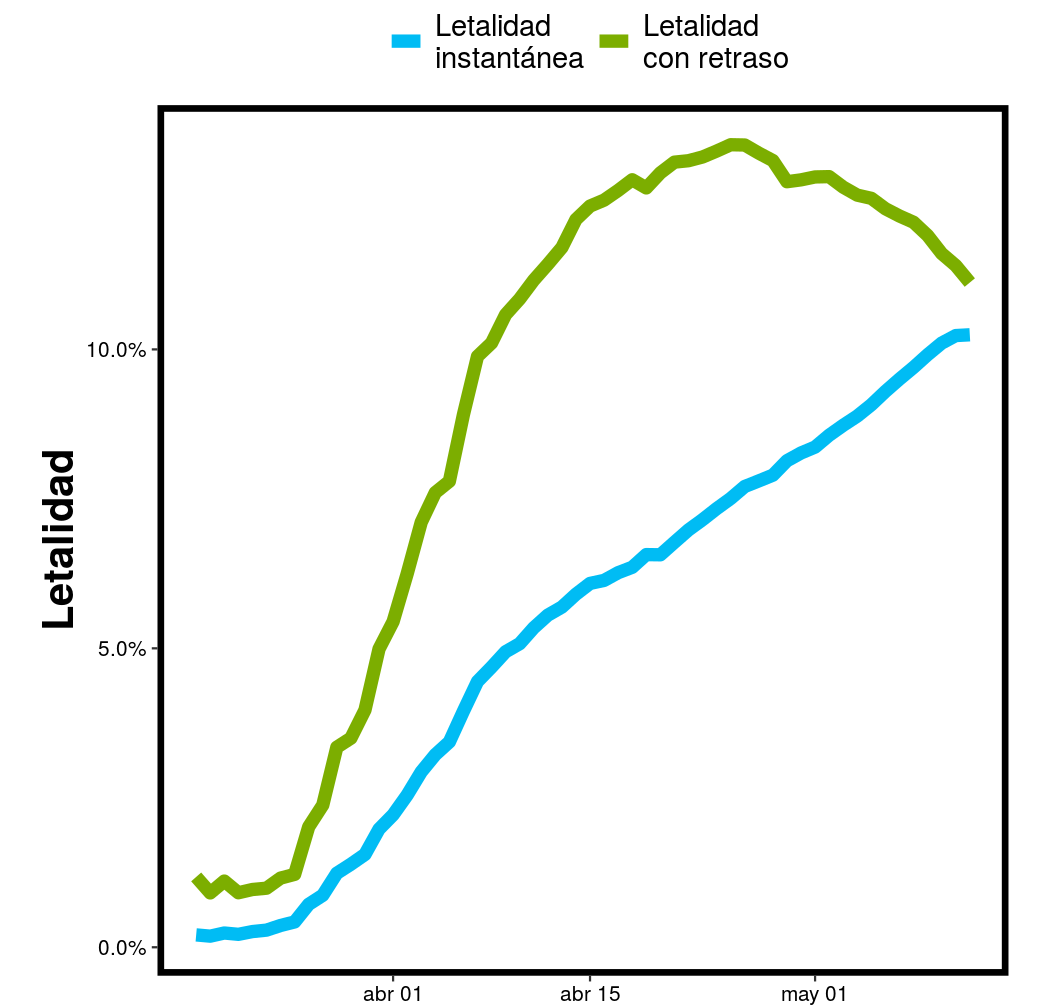 Letalidad
instantánea
Letalidad
con retraso
Letalidad
10.0%
5.0%
0.0%
abr 01
abr 15
may 01